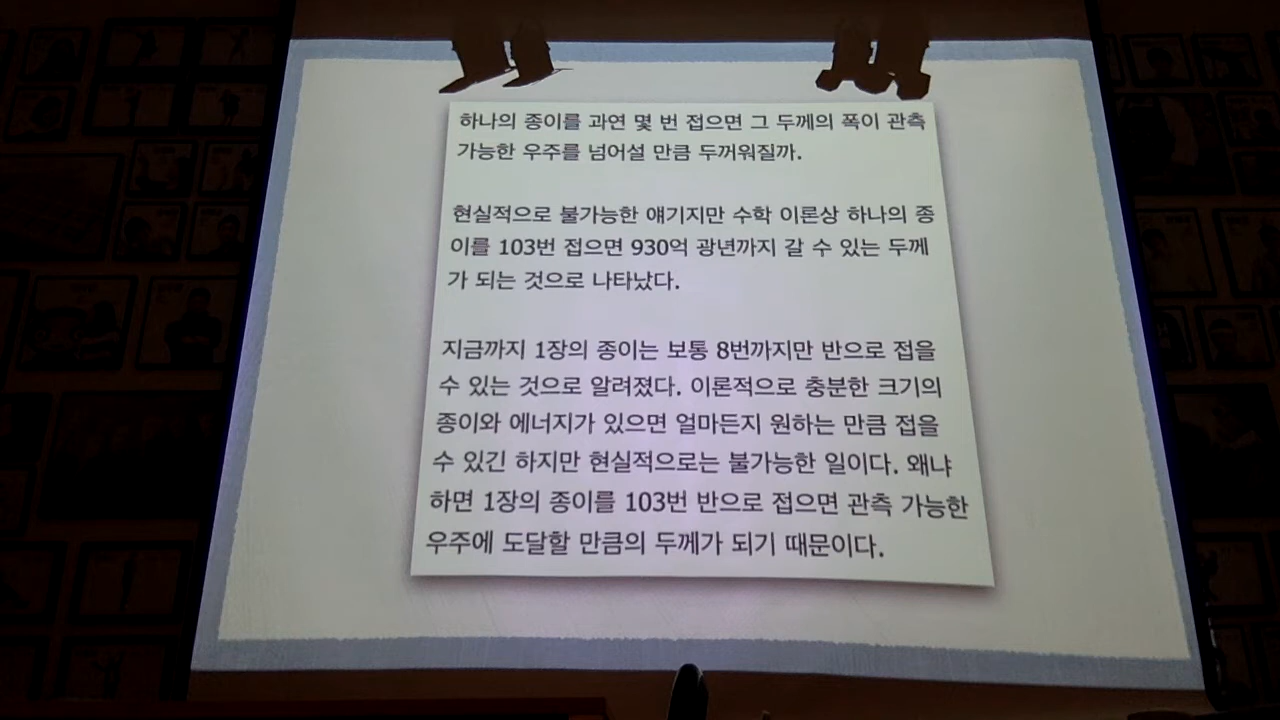 하나의 종이를 과연 몇 번 접으면 그 두께의 폭이 관측
가능한 우주를 넘어설 만큼 두꺼워질까.
현실적으로 불가능한 얘기지만 수학 이론상 하나의 종
이를 103번 접으면 930억 광년까지 갈 수 있는 두께
가 되는 것으로 나타났다.
지금까지 1장의 종이는 보통 8번까지만 반으로 접을
수 있는 것으로 알려졌다. 이론적으로 충분한 크기의
종이와 에너지가 있으면 얼마든지 원하는 만큼 접을
수 있긴 하지만 현실적으로는 불가능한 일이다. 왜냐
하면 1장의 종이를 103번 반으로 접으면 관측 가능한
우주에 도달할 만큼의 두께가 되기 때문이다.